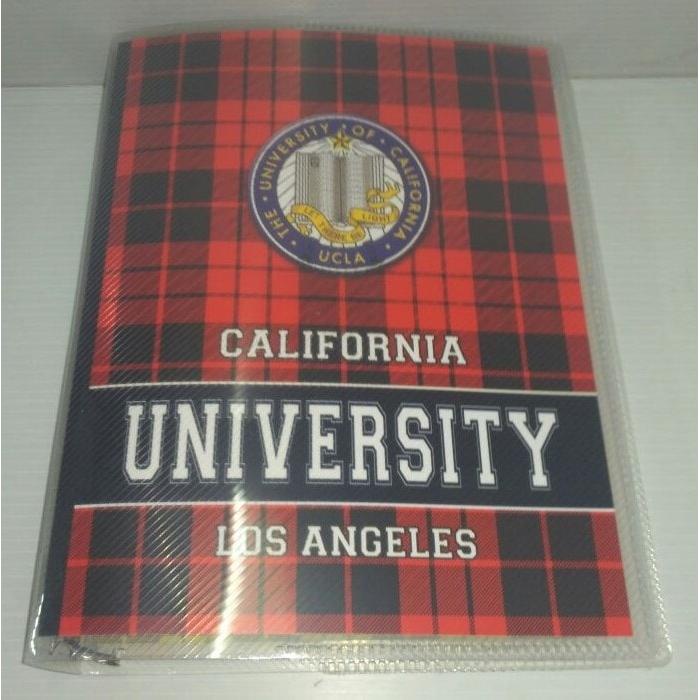 THE · UNIVERSITY · OF · CALIFORNIA ·
LET THERE BE LIGHT
UCLA
CALIFORNIA
UNIVERSITY
LOS ANGELES